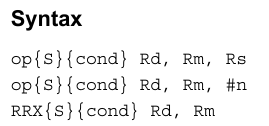 Syntax
op{S}{cond} Rd, Rm, Rs
op{S}{cond} Rd, Rm, #n
RRX{S}{cond} Rd, Rm